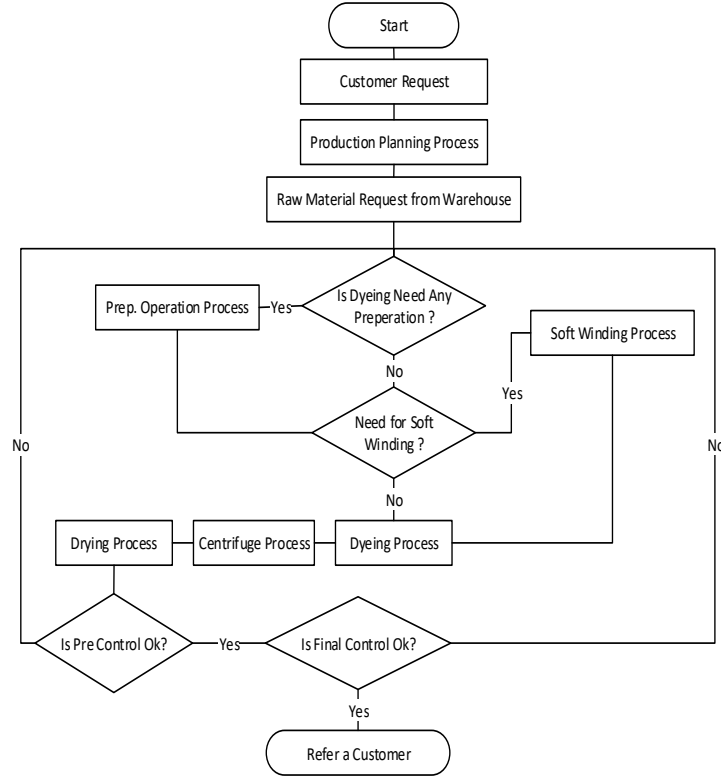 Start
Customer Request
Production Planning Process
Raw Material Request from Warehouse
Is Dyeing Need Any
Preperation ?
Yes
Prep. Operation Process
Soft Winding Process
No
Yes
Need for Soft
Winding ?
No
No
No
Drying Process
Centrifuge Process
Dyeing Process
Is Pre Control Ok?
Yes
Is Final Control Ok?
Yes
Refer a Customer